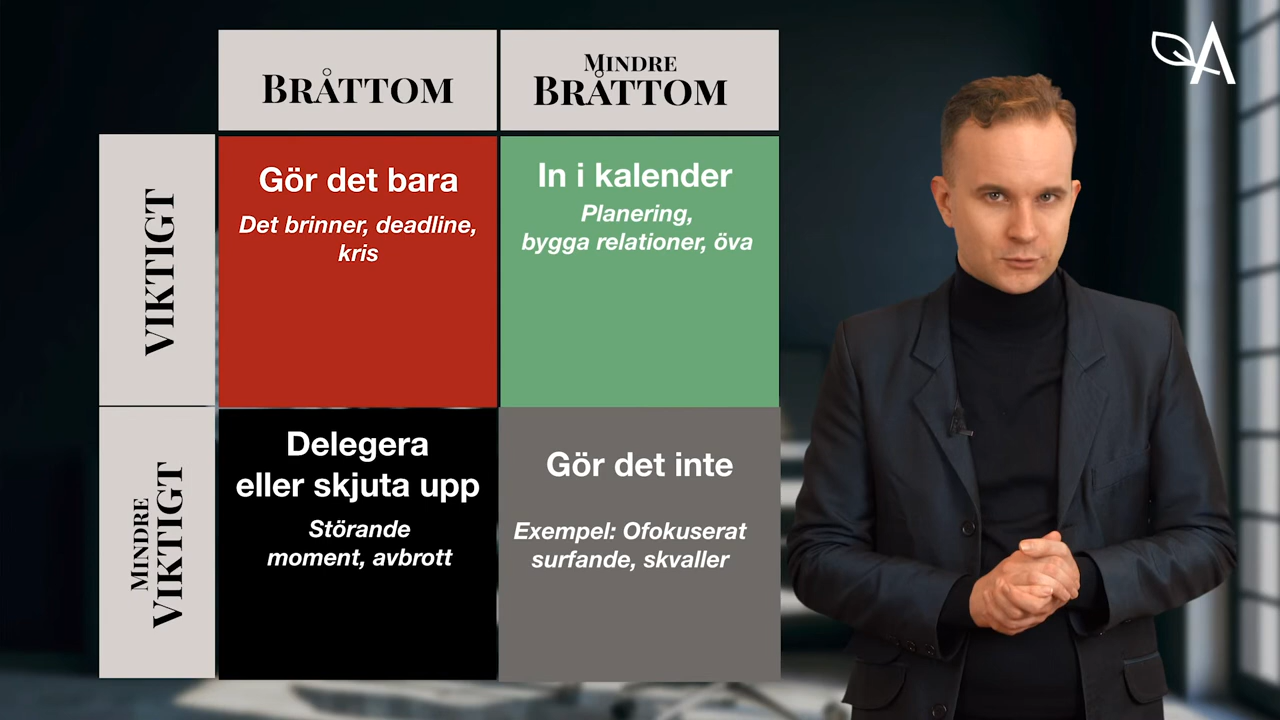 BRÅTTOM
MINDRE
BRÅTTOM
VIKTIGT
Gör det bara
Det brinner, deadline,
kris
In i kalender
Planering,
bygga relationer, öva
MINDRE
VIKTIGT
Delegera
eller skjuta upp
Störande
moment, avbrott
Gör det inte
Exempel: Ofokuserat
surfande, skvaller
A